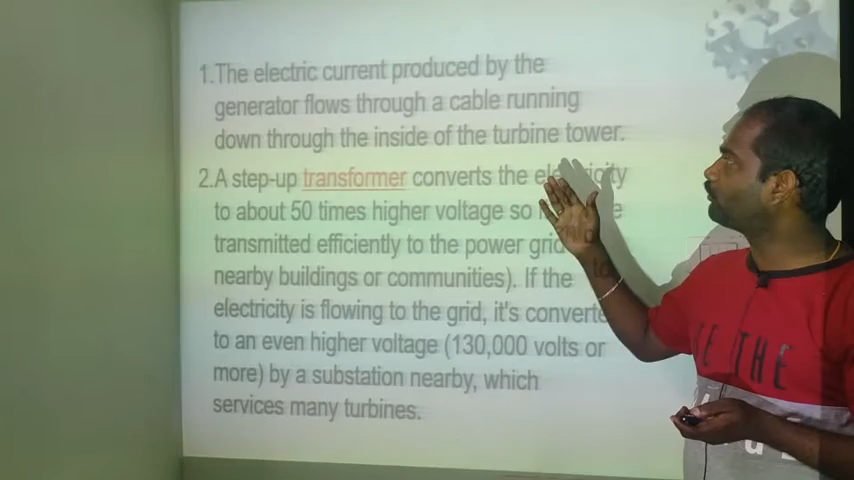 1.The electric current produced by the
generator flows through a cable running
down through the inside of the turbine tower.
2.A step-up transformer converts the electricity
to about 50 times higher voltage so
transmitted efficiently to the power grid
nearby buildings or communities). If the
electricity is flowing to the grid, it's converte
to an even higher voltage (130,000 volts or
more) by a substation nearby, which
services many turbines.
THE